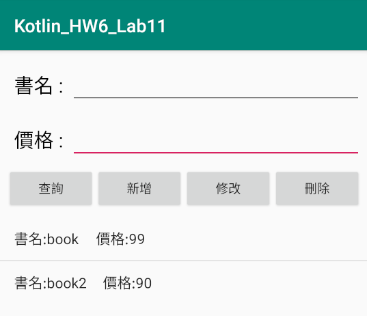 Kotlin_HW6_Lab11
書名 :
價格 :
查詢 新增 修改 刪除
書名:book 價格:99
書名:book2 價格:90